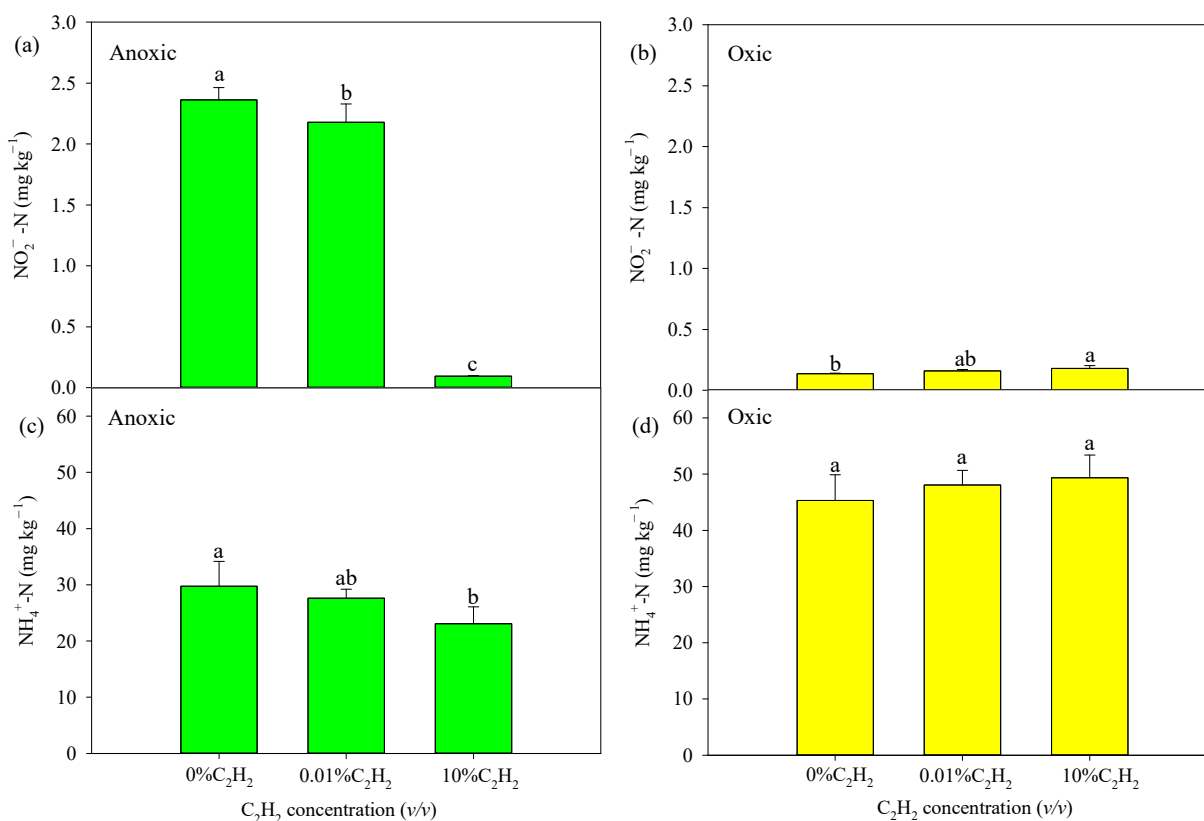 (a)
Anoxic
NO₂⁻ -N (mg kg⁻¹)
3.0
2.5
2.0
1.5
1.0
0.5
0.0
a
b
c
(b)
Oxic
NO₂⁻ -N (mg kg⁻¹)
3.0
2.5
2.0
1.5
1.0
0.5
0.0
b
ab
a
(c)
Anoxic
NH₄⁺-N (mg kg⁻¹)
60
50
40
30
20
10
0
a
ab
b
0%C₂H₂ 0.01%C₂H₂ 10%C₂H₂
C₂H₂ concentration (v/v)
(d)
Oxic
NH₄⁺-N (mg kg⁻¹)
60
50
40
30
20
10
0
a
a
a
0%C₂H₂ 0.01%C₂H₂ 10%C₂H₂
C₂H₂ concentration (v/v)